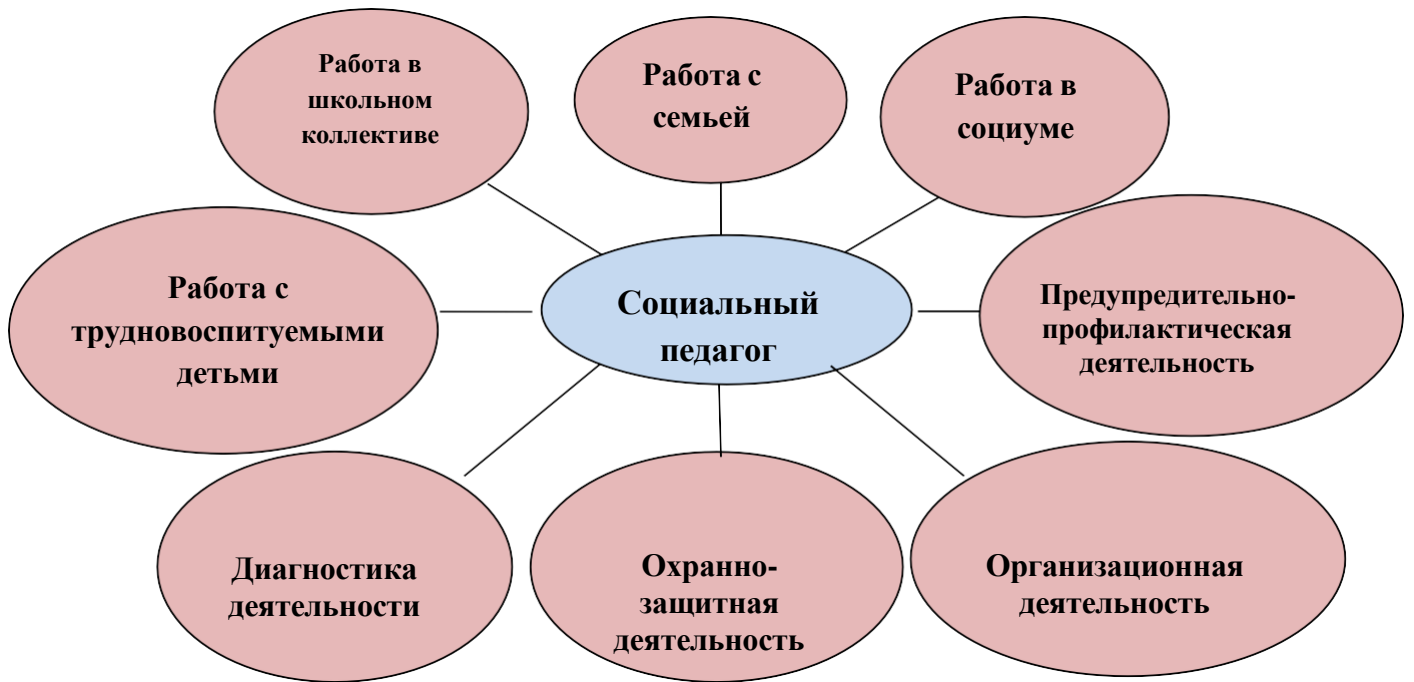 Работа в
школьном
коллективе
Работа с
семьей
Работа в
социуме
Работа с
трудновоспитуемыми
детьми
Социальный
педагог
Предупредительно-
профилактическая
деятельность
Диагностика
деятельности
Охранно-
защитная
деятельность
Организационная
деятельность